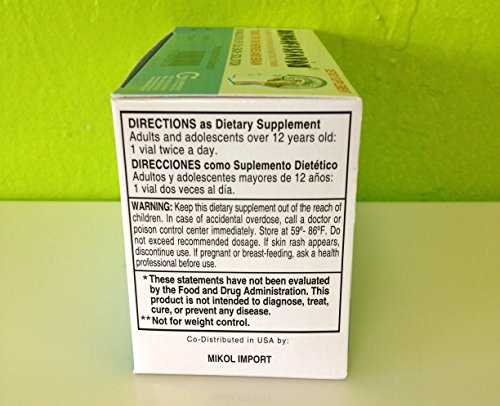 DIRECTIONS as Dietary Supplement
Adults and adolescents over 12 years old:
1 vial twice a day.
DIRECCIONES como Suplemento Dietético
Adultos y adolescentes mayores de 12 años:
1 vial dos veces al día.
WARNING: Keep this dietary supplement out of the reach of
children. In case of accidental overdose, call a doctor or
poison control center immediately. Store at 59º- 86ºF. Do
not exceed recommended dosage. If skin rash appears,
discontinue use. If pregnant or breast-feeding, ask a health
professional before use.
* These statements have not been evaluated
by the Food and Drug Administration. This
product is not intended to diagnose, treat,
cure, or prevent any disease.
** Not for weight control.
Co-Distributed in USA by:
MIKOL IMPORT